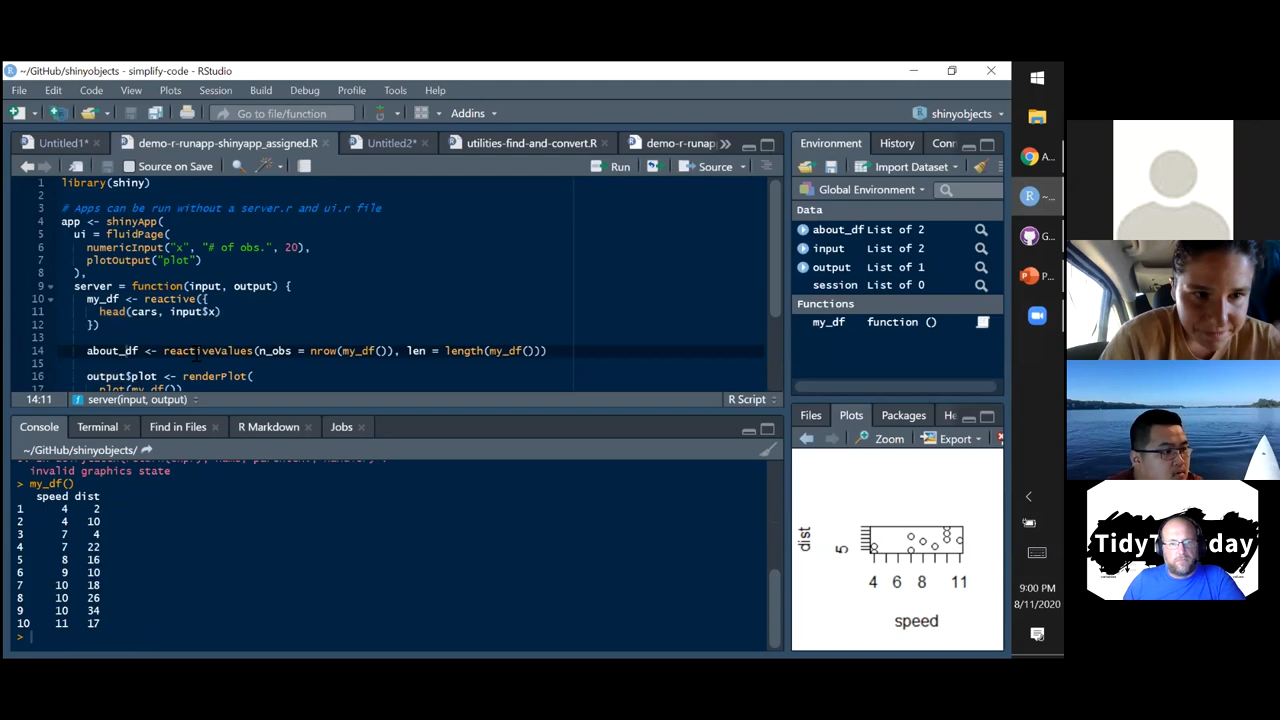 ~/GitHub/shinyobjects - simplify-code - RStudio
File Edit Code View Plots Session Build Debug Profile Tools Help
Go to file/function Addins shinyobjects
Untitled1* demo-r-runapp-shinyapp_assigned.R Untitled2* utilities-find-and-convert.R demo-r-runap
Source on Save Run Source
1 library(shiny)
2
3 # Apps can be run without a server.r and ui.r file
4 app <- shinyApp(
5 ui = fluidPage(
6 numericInput("x", "# of obs.", 20),
7 plotOutput("plot")
8 ),
9 server = function(input, output) {
10 my_df <- reactive({
11 head(cars, input$x)
12 })
13
14 about_df <- reactiveValues(n_obs = nrow(my_df()), len = length(my_df()))
15
16 output$plot <- renderPlot(
17 plot(my_df())
14:11 server(input, output) R Script
Console Terminal Find in Files R Markdown Jobs
~/GitHub/shinyobjects/
invalid graphics state
> my_df()
speed dist
1 4 2
2 4 10
3 7 4
4 7 22
5 8 16
6 9 10
7 10 18
8 10 26
9 10 34
10 11 17
>
Environment History Con
Import Dataset
Global Environment
Data
about_df List of 2
input List of 2
output List of 1
session List of 0
Functions
my_df function ()
Files Plots Packages He
Zoom Export
dist
5
4 6 8 11
speed
A...
~...
G...
P...
9:00 PM
8/11/2020
TidyTuesday